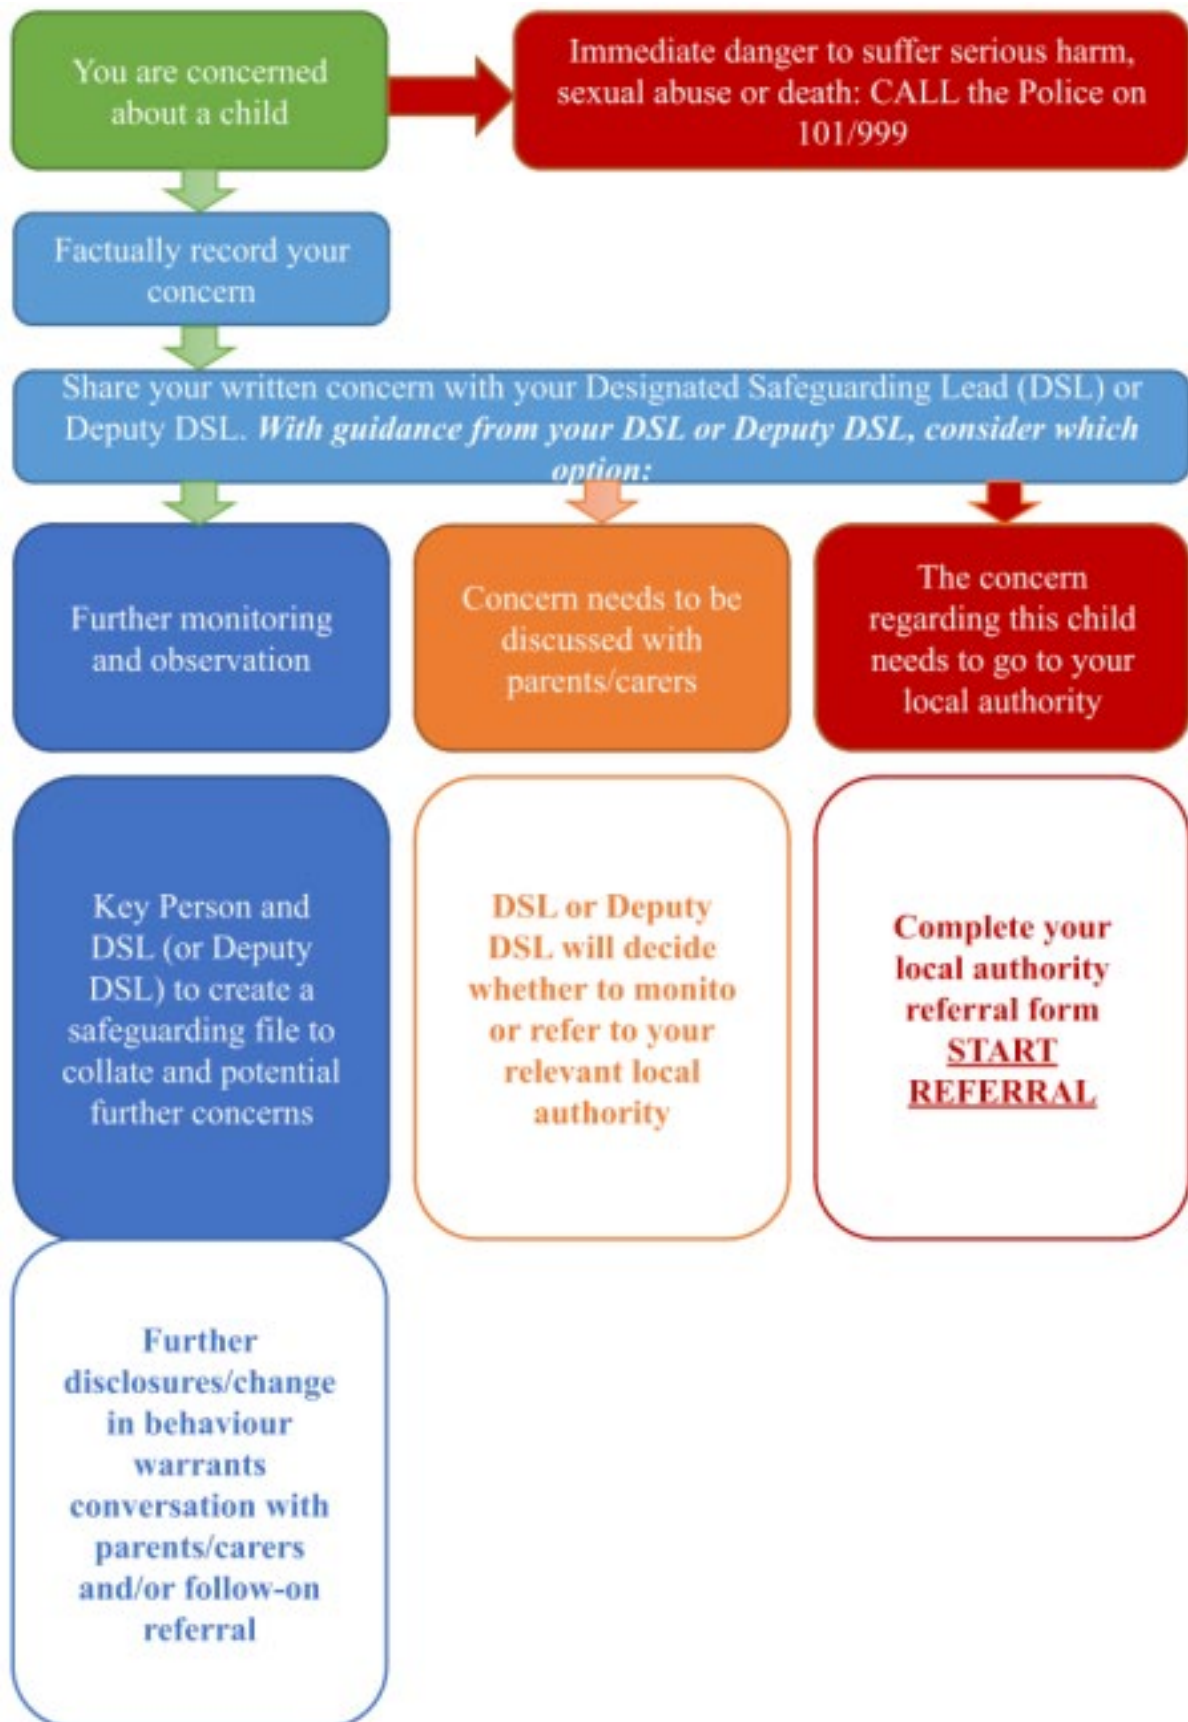 You are concerned
about a child
Immediate danger to suffer serious harm,
sexual abuse or death: CALL the Police on
101/999
Factually record your
concern
Share your written concern with your Designated Safeguarding Lead (DSL) or
Deputy DSL. With guidance from your DSL or Deputy DSL, consider which
option:
Further monitoring
and observation
Concern needs to be
discussed with
parents/carers
The concern
regarding this child
needs to go to your
local authority
Key Person and
DSL (or Deputy
DSL) to create a
safeguarding file to
collate and potential
further concerns
DSL or Deputy
DSL will decide
whether to monito
or refer to your
relevant local
authority
Complete your
local authority
referral form
START
REFERRAL
Further
disclosures/change
in behaviour
warrants
conversation with
parents/carers
and/or follow-on
referral